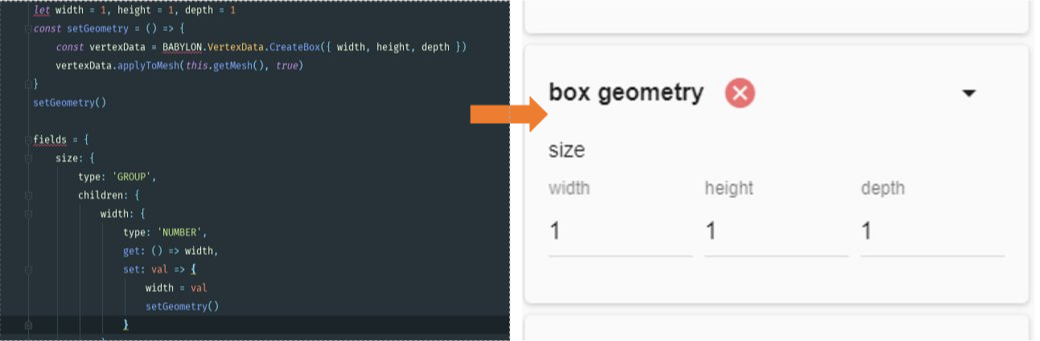 let width = 1, height = 1, depth = 1
const setGeometry = () => {
const vertexData = BABYLON.VertexData.CreateBox({ width, height, depth })
vertexData.applyToMesh(this.getMesh(), true)
}
setGeometry()
fields = {
size: {
type: 'GROUP',
children: {
width: {
type: 'NUMBER',
get: () => width,
set: val => {
width = val
setGeometry()
}
box geometry
size
width height depth
1 1 1